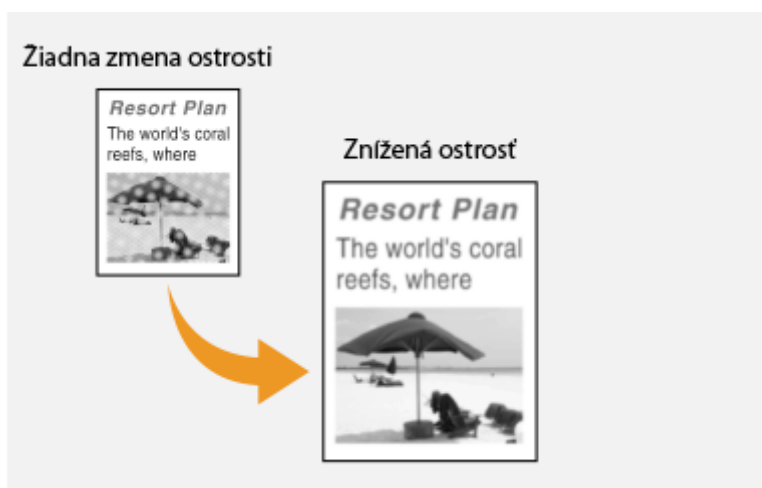 Žiadna zmena ostrosti
Resort Plan
The world's coral
reefs, where
Znížená ostrosť
Resort Plan
The world's coral
reefs, where